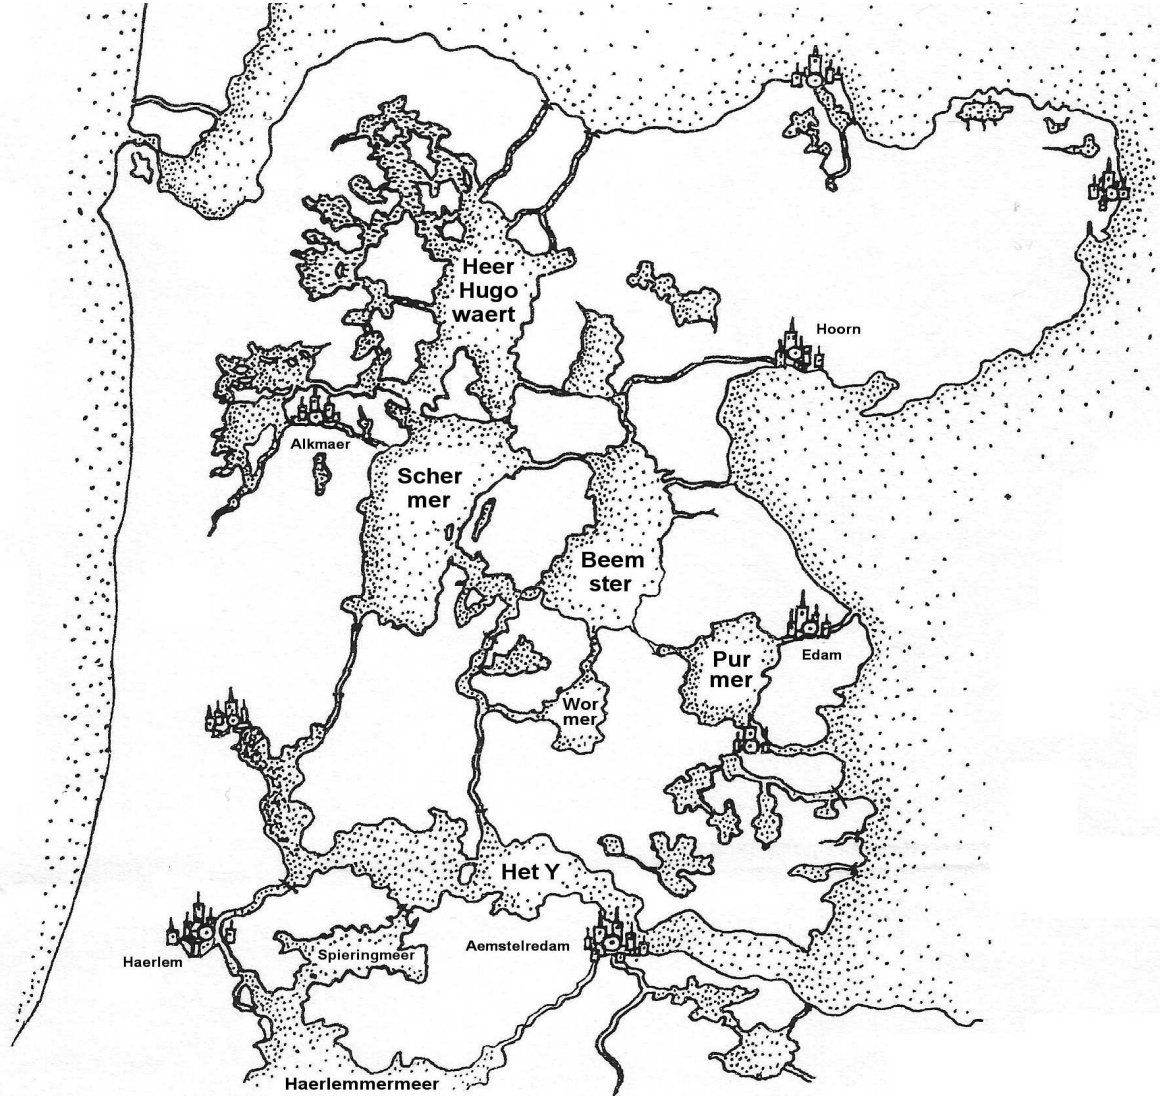 Heer
Hugo
waert
Hoorn
Alkmaer
Scher
mer
Beem
ster
Edam
Pur
mer
Wor
mer
Het Y
Aemstelredam
Spieringmeer
Haerlem
Haerlemmermeer